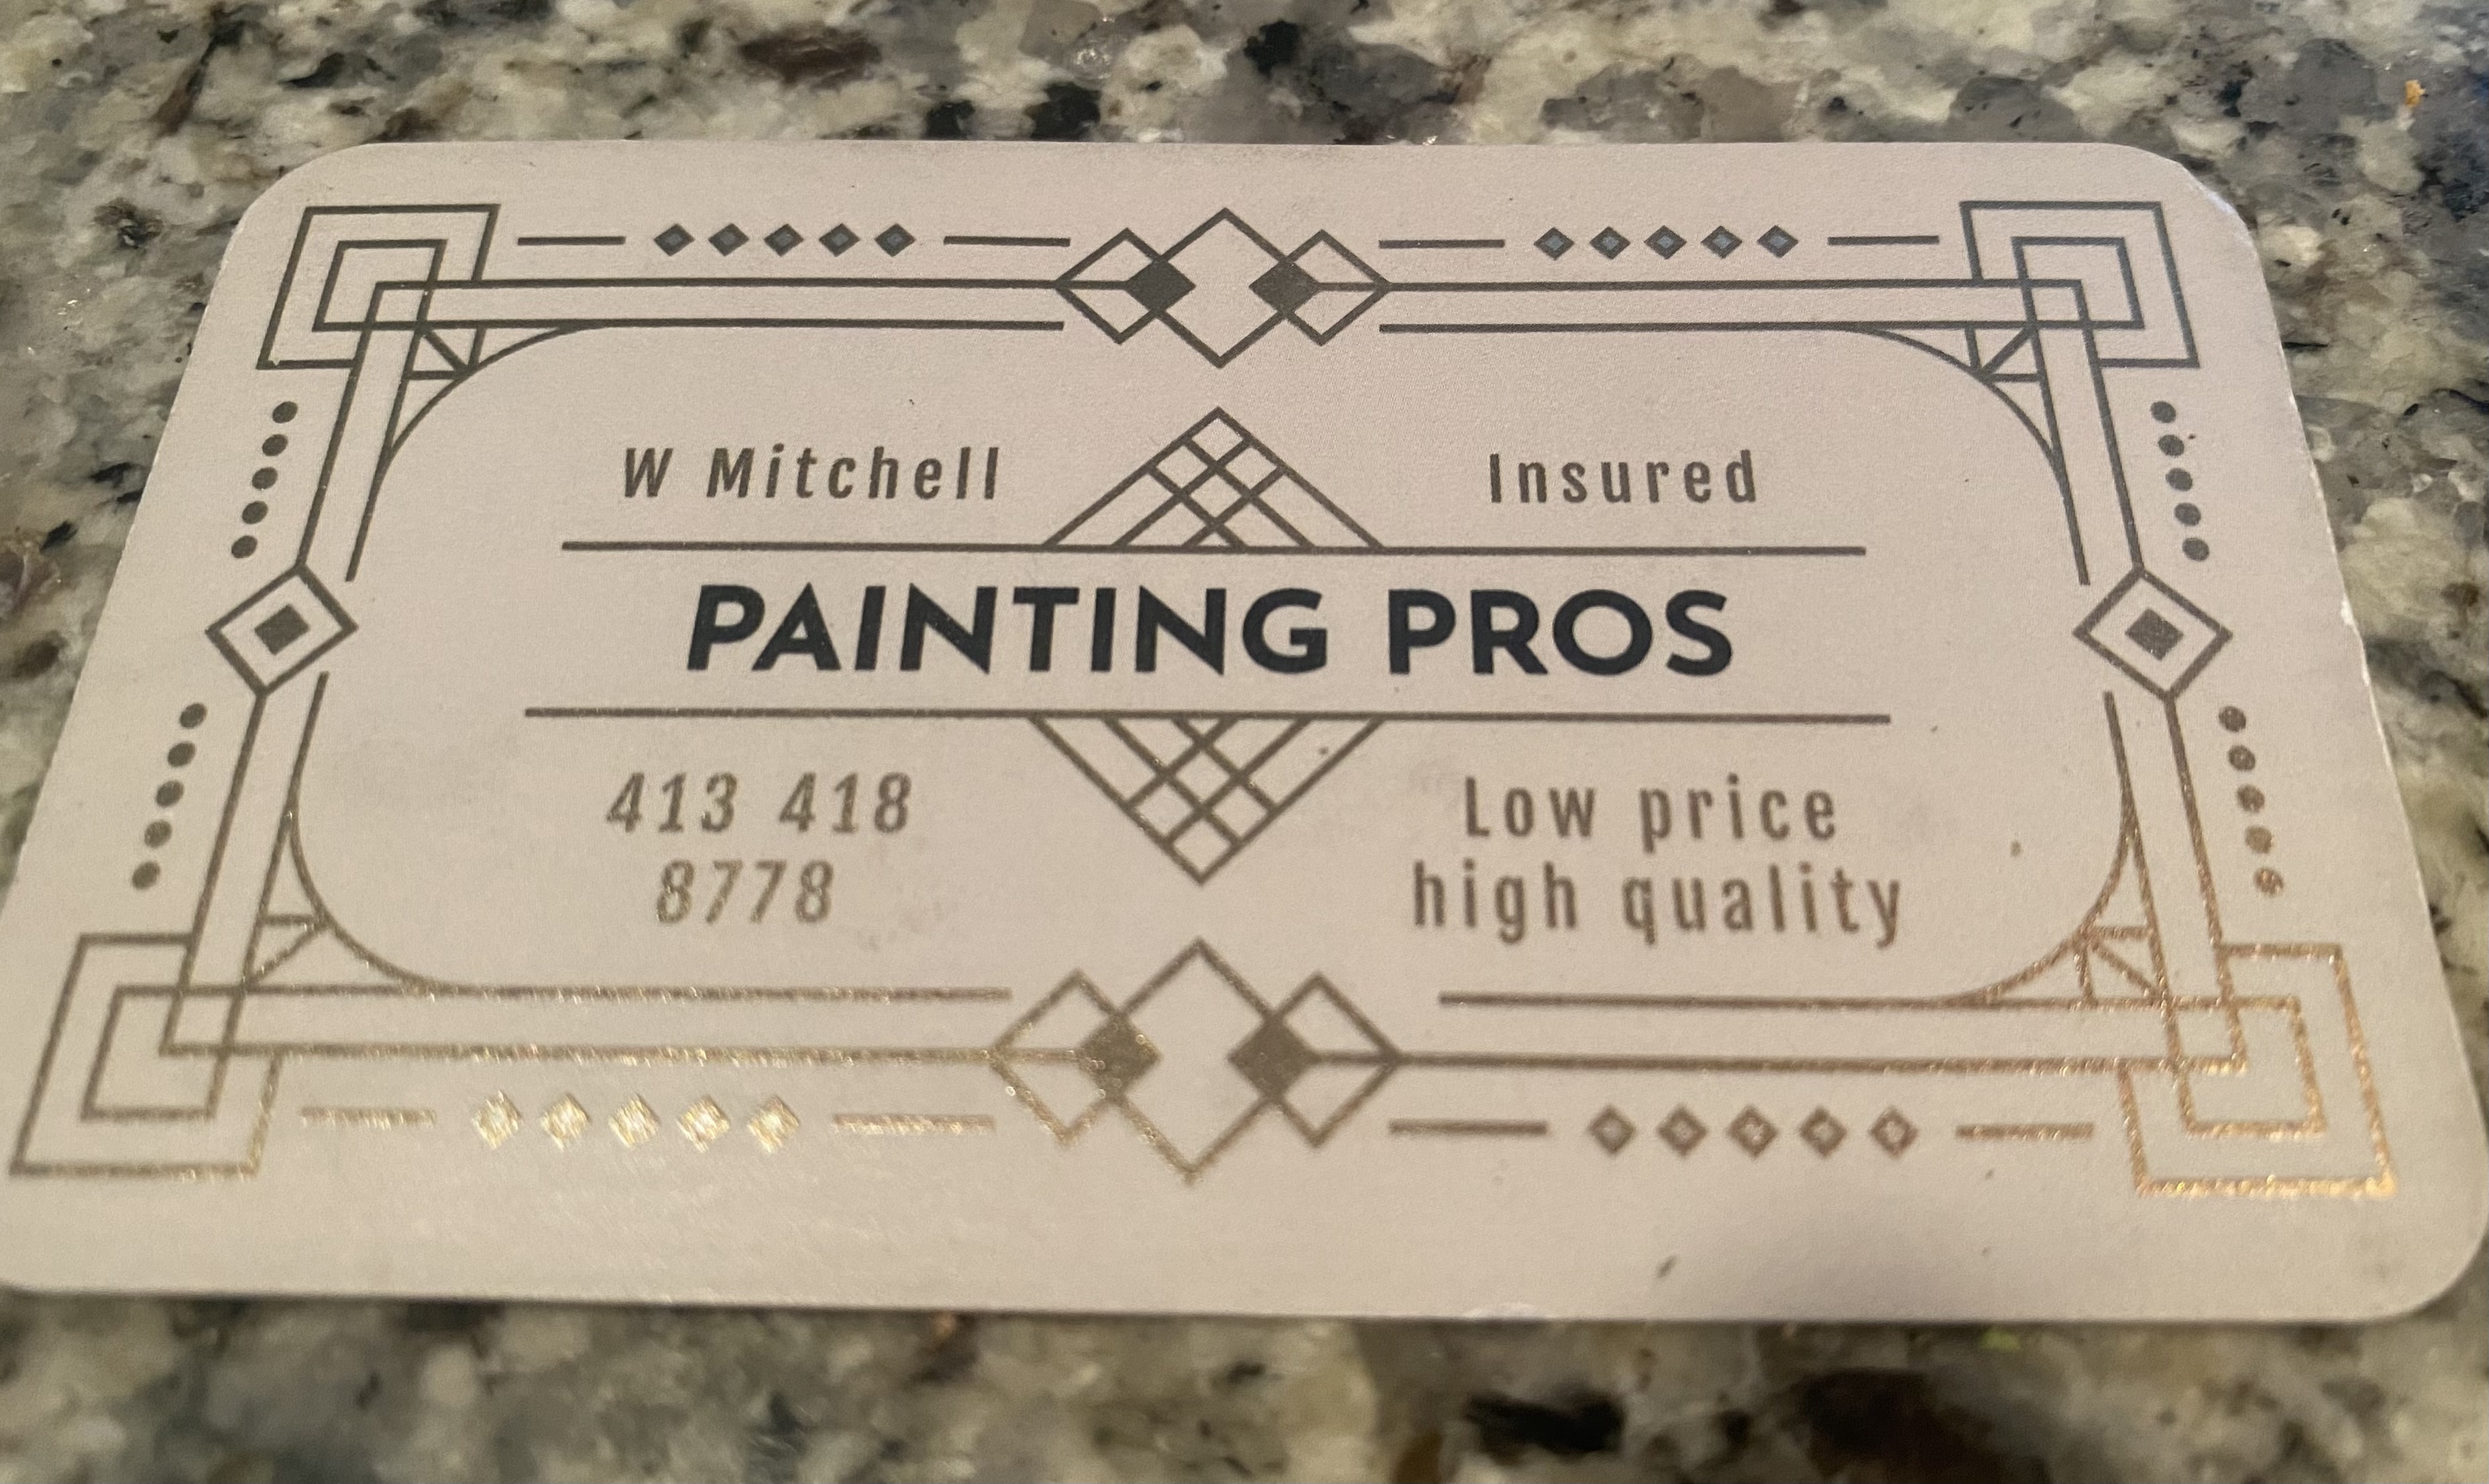 W Mitchell
Insured
PAINTING PROS
413 418
8778
Low price
high quality